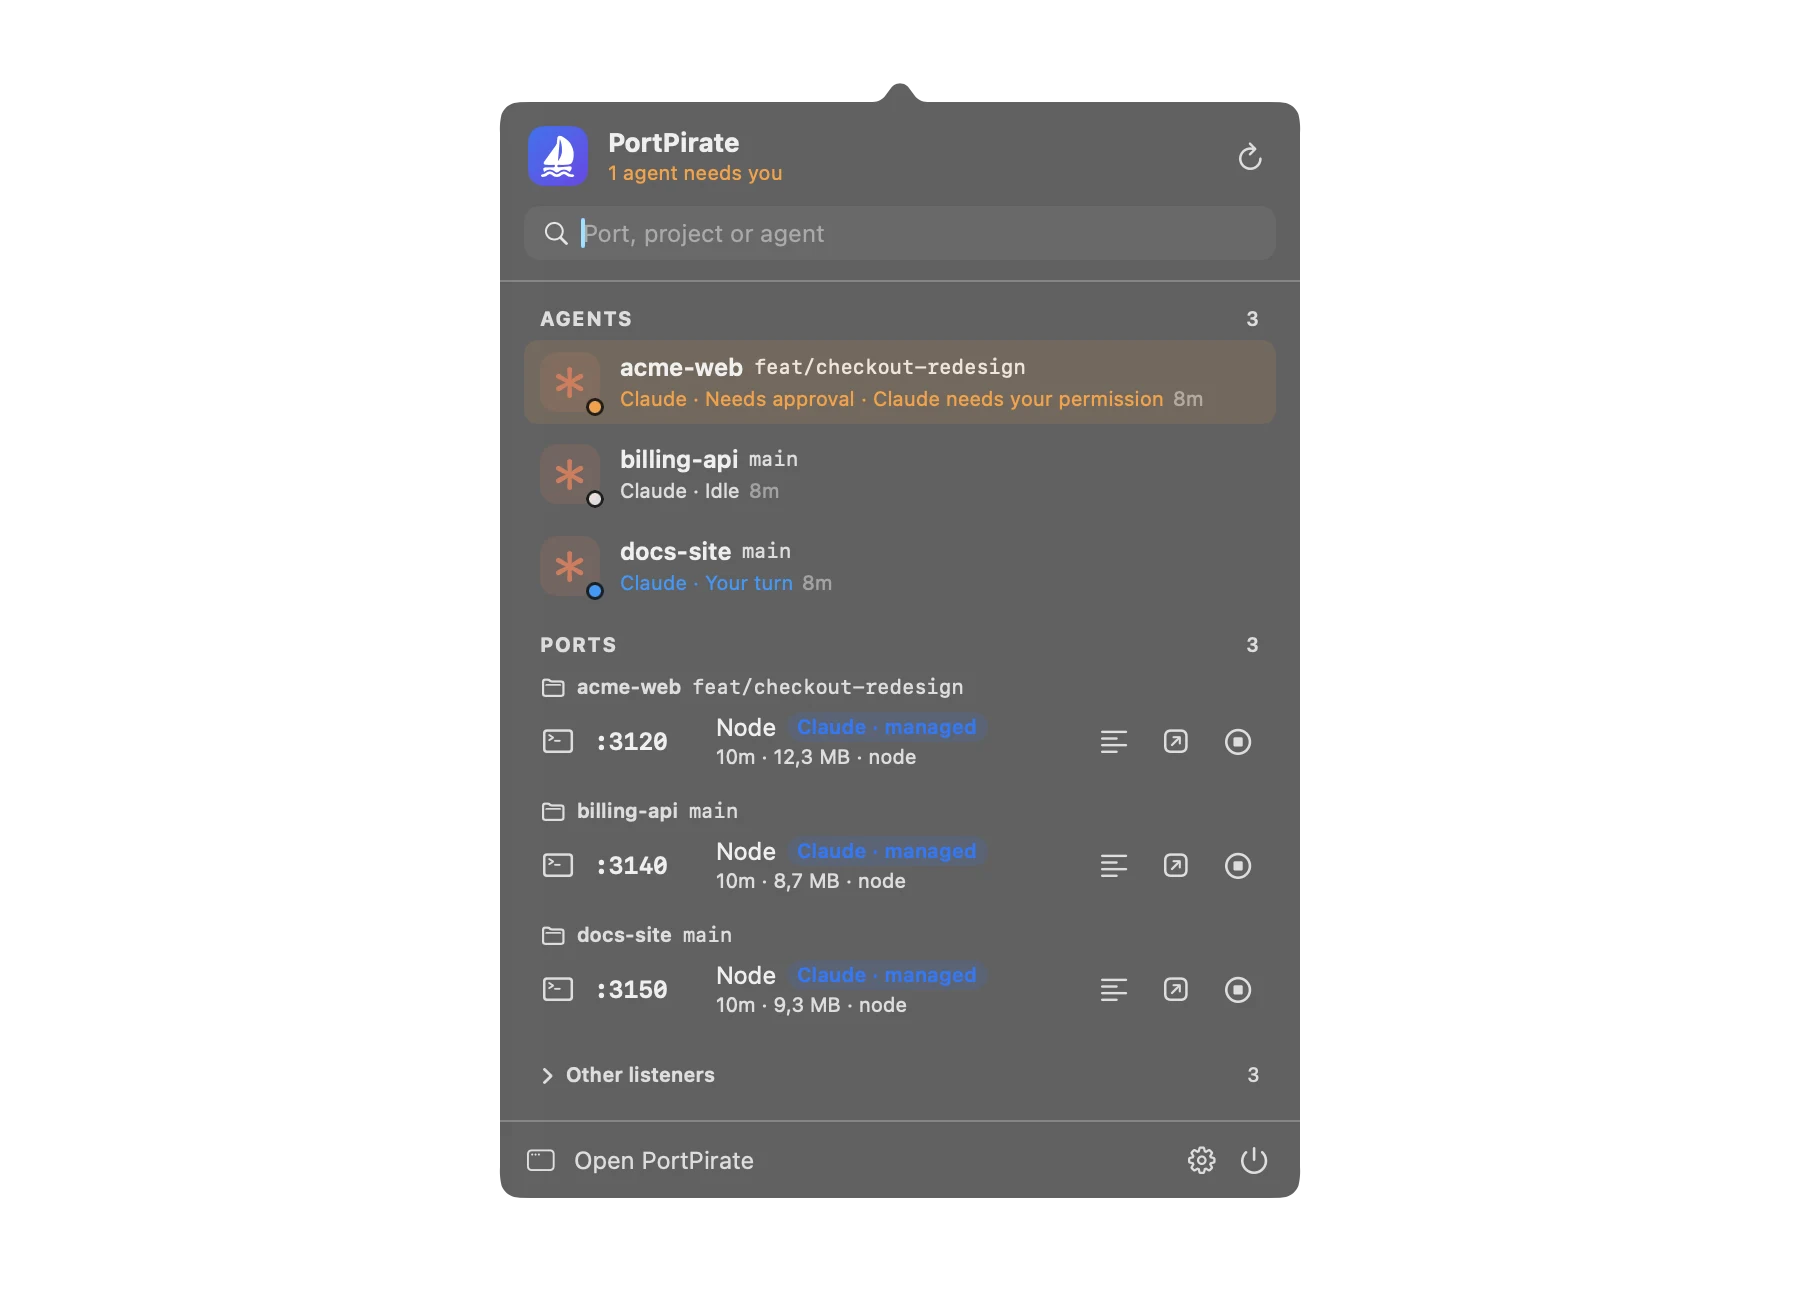 PortPirate
1 agent needs you
Port, project or agent
AGENTS 3
acme-web feat/checkout-redesign
Claude · Needs approval · Claude needs your permission 8m
billing-api main
Claude · Idle 8m
docs-site main
Claude · Your turn 8m
PORTS 3
acme-web feat/checkout-redesign
:3120 Node Claude · managed
10m · 12,3 MB · node
billing-api main
:3140 Node Claude · managed
10m · 8,7 MB · node
docs-site main
:3150 Node Claude · managed
10m · 9,3 MB · node
Other listeners 3
Open PortPirate